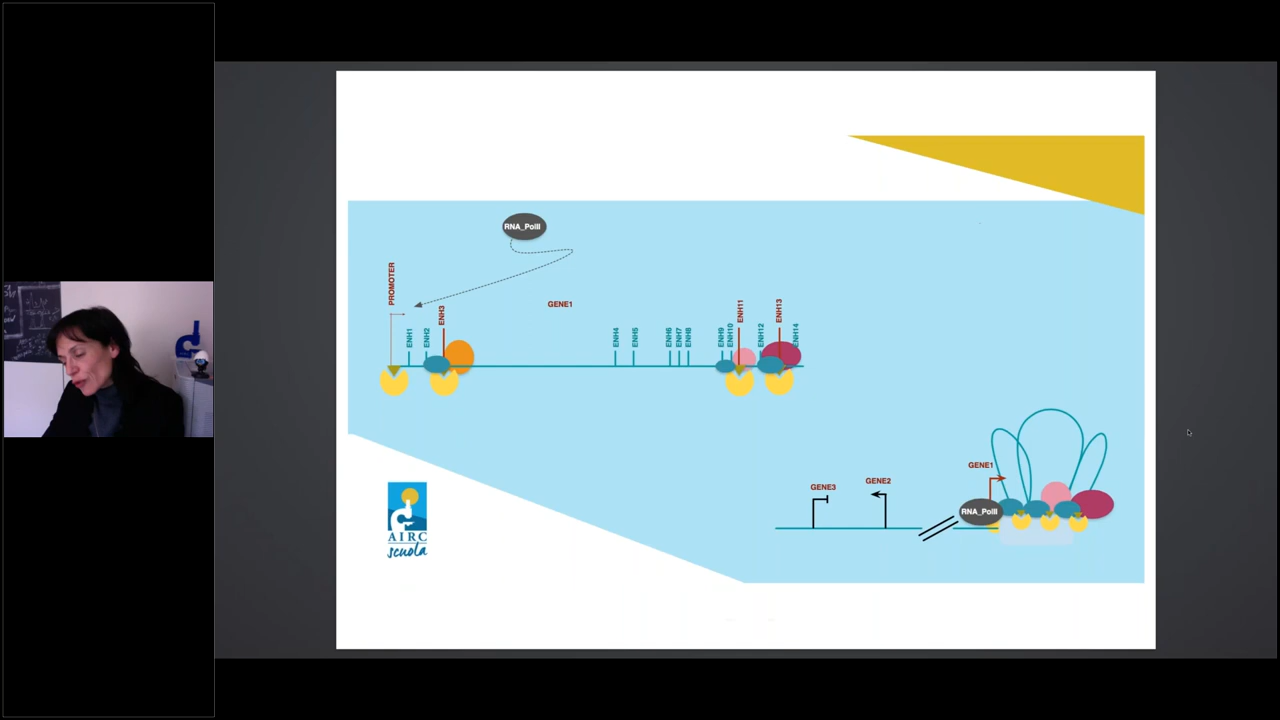 RNA_PolII
PROMOTER
GENE1
ENH1
ENH2
ENH3
ENH4
ENH5
ENH6
ENH7
ENH8
ENH9
ENH10
ENH11
ENH12
ENH13
ENH14
GENE1
GENE3
GENE2
RNA_PolII
AIRC
scuola